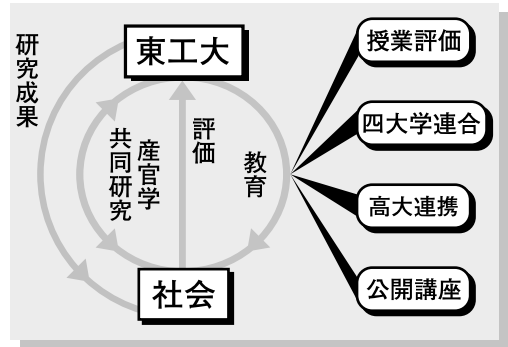 研究成果
東工大
産官学
共同研究
評価
教育
社会
授業評価
四大学連合
高大連携
公開講座